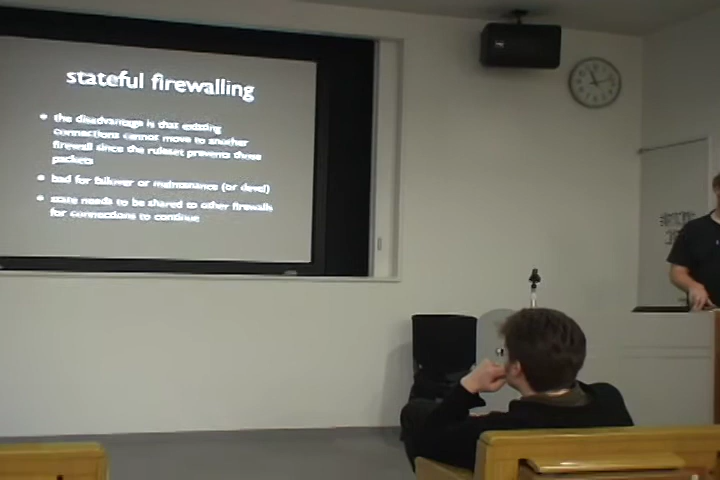 stateful firewalling
• the disadvantage is that existing
connections cannot move to another
firewall since the ruleset prevents those
packets
• bad for failover or maintenance (or devel)
• state needs to be shared to other firewalls
for connections to continue